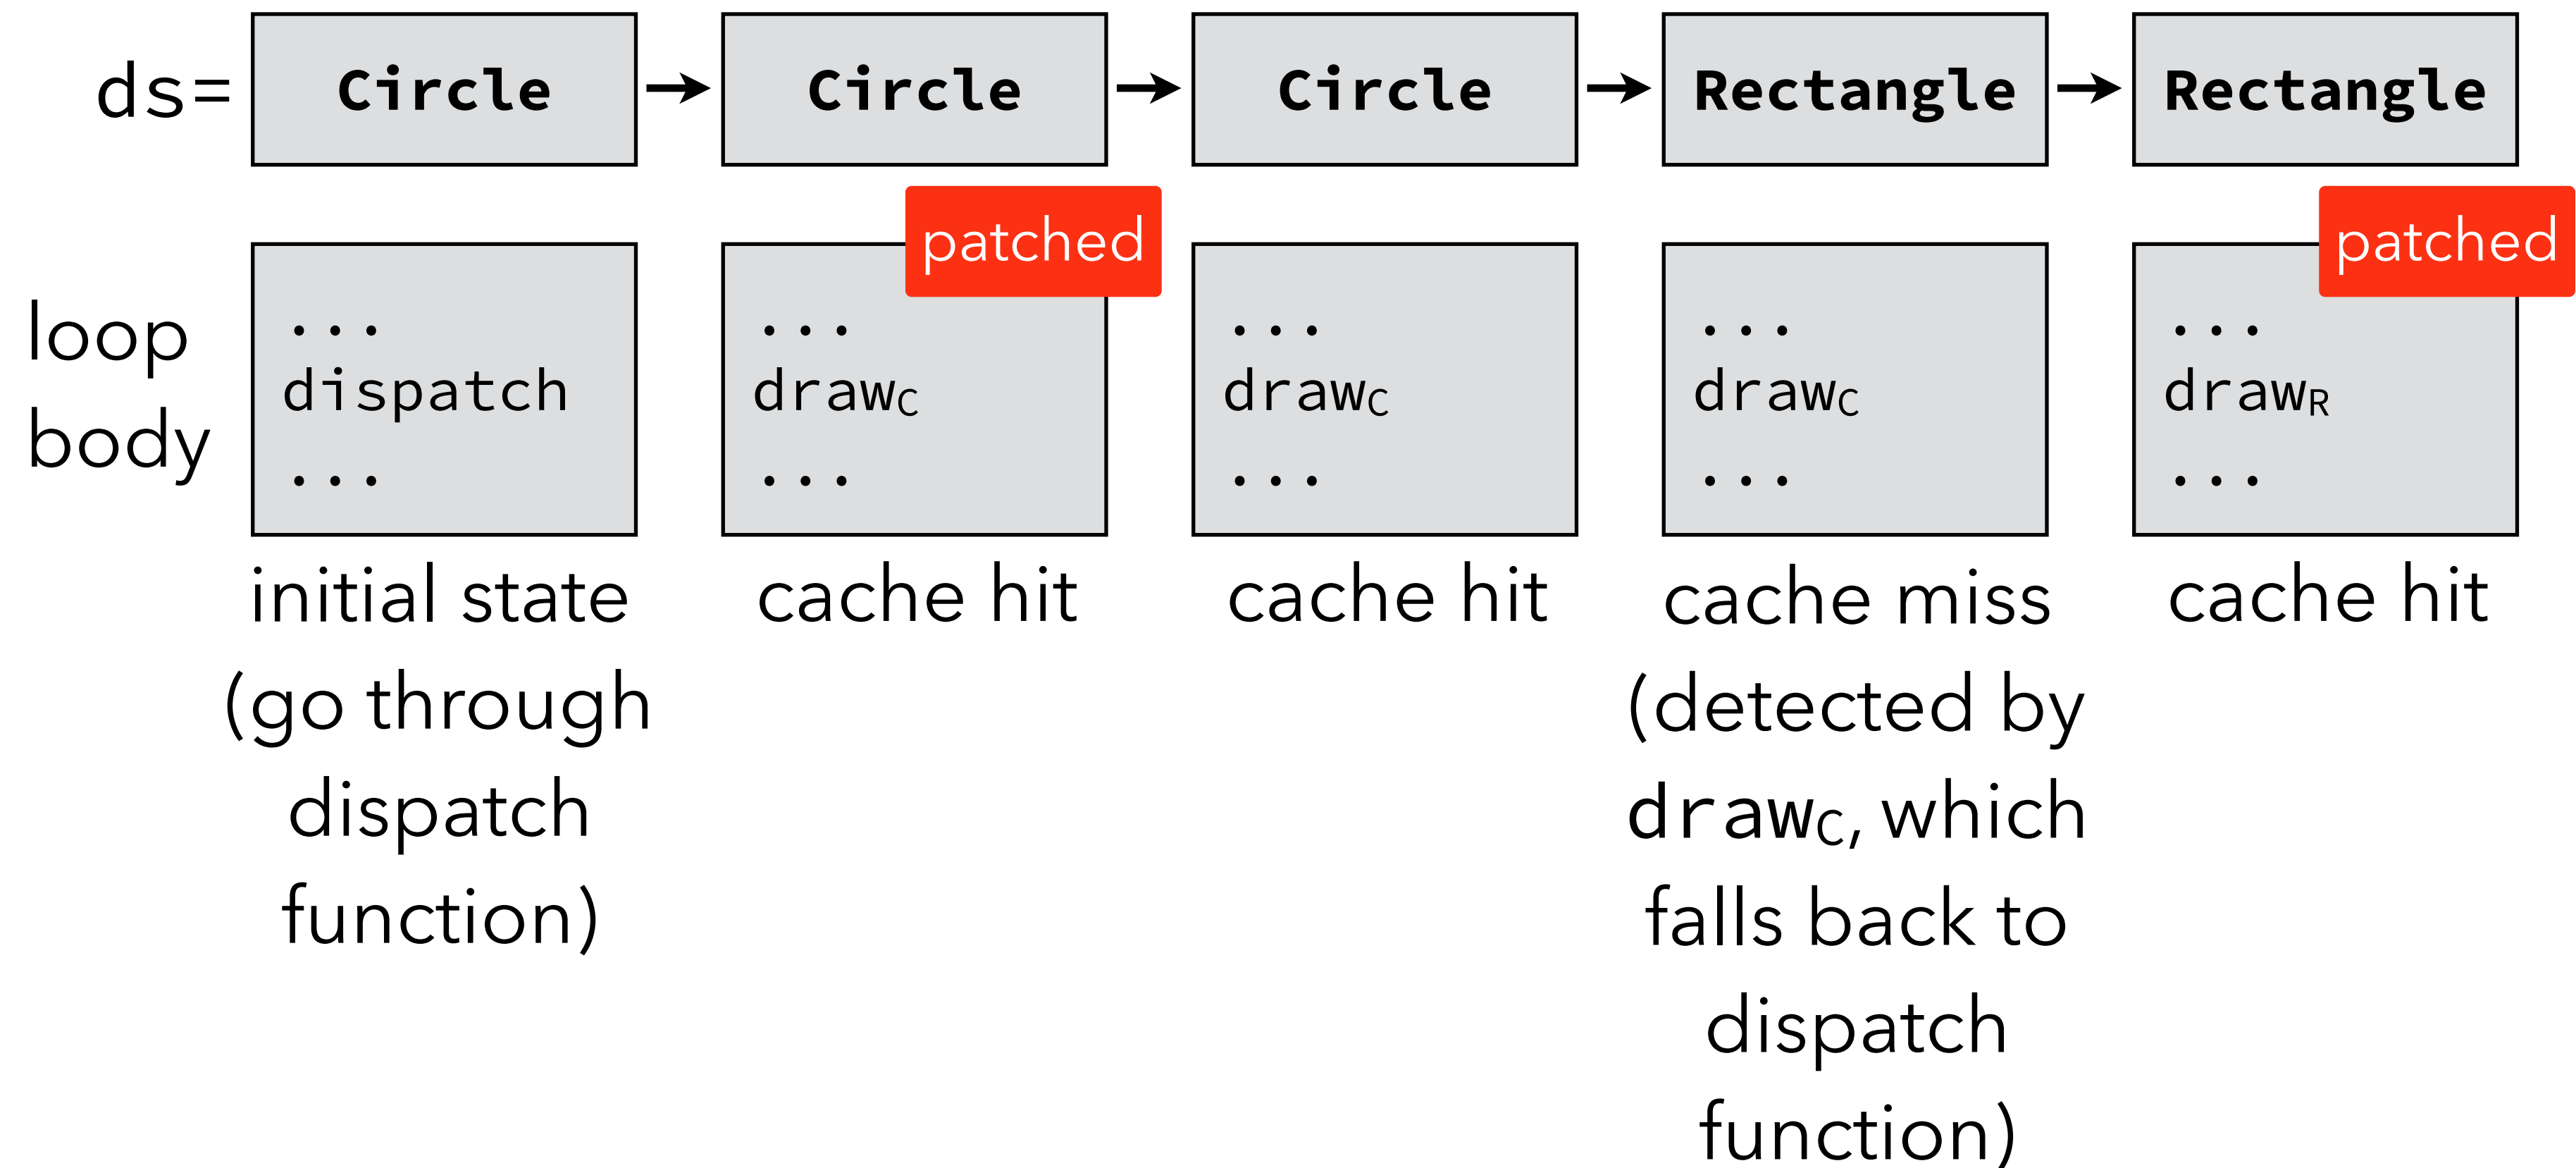 ds= Circle → Circle → Circle → Rectangle → Rectangle
patched patched
loop
body
...
dispatch
...
...
drawC
...
...
drawC
...
...
drawC
...
...
drawR
...
initial state
(go through
dispatch
function)
cache hit
cache hit
cache miss
(detected by
drawC, which
falls back to
dispatch
function)
cache hit